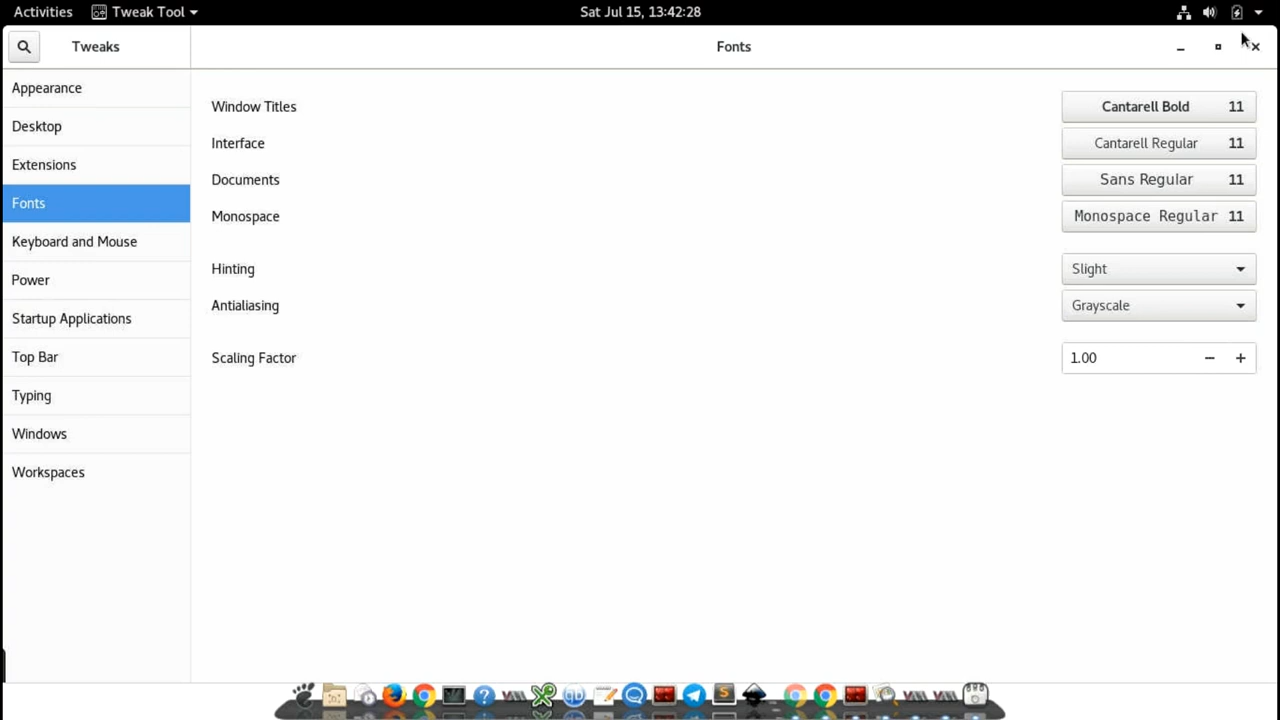 Activities Tweak Tool Sat Jul 15, 13:42:28
Tweaks Fonts
Appearance
Desktop
Extensions
Fonts
Keyboard and Mouse
Power
Startup Applications
Top Bar
Typing
Windows
Workspaces
Window Titles Cantarell Bold 11
Interface Cantarell Regular 11
Documents Sans Regular 11
Monospace Monospace Regular 11
Hinting Slight
Antialiasing Grayscale
Scaling Factor 1.00 − +